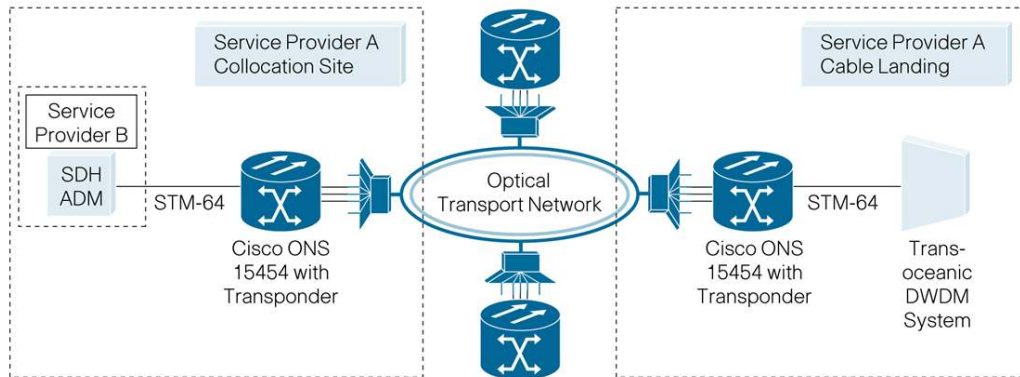 Service Provider A
Collocation Site
Service
Provider B
SDH
ADM
STM-64
Cisco ONS
15454 with
Transponder
Optical
Transport Network
Service Provider A
Cable Landing
Cisco ONS
15454 with
Transponder
STM-64
Trans-
oceanic
DWDM
System